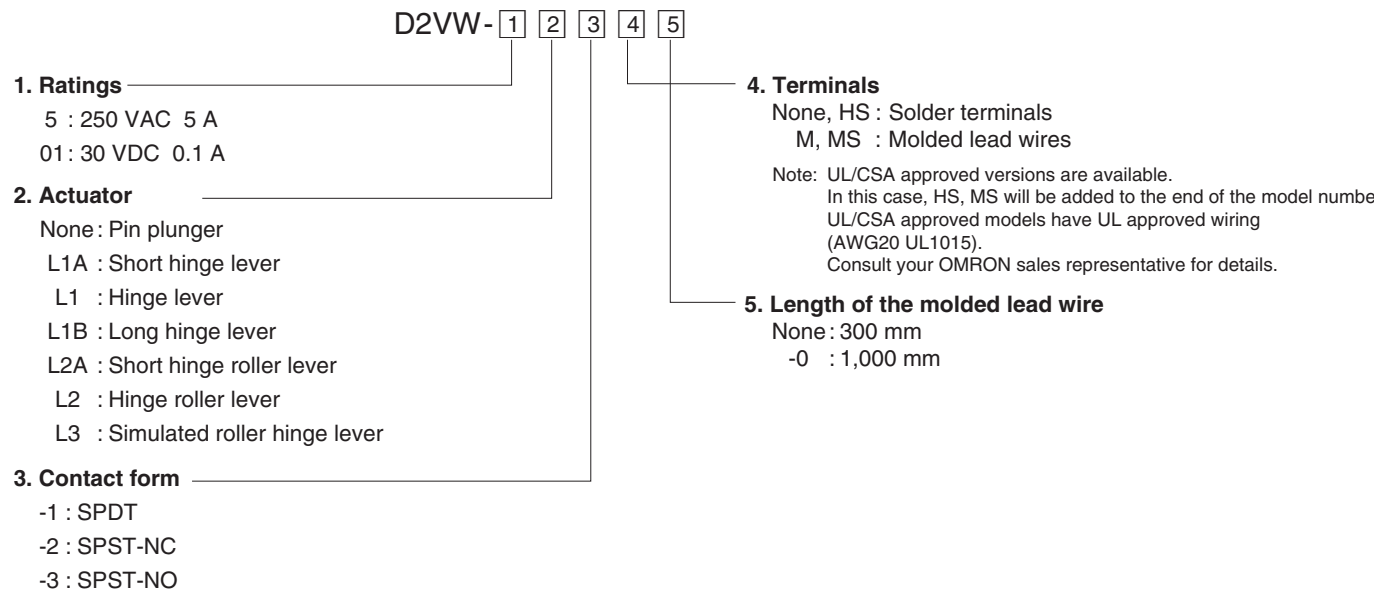 D2VW-1 2 3 4 5
1. Ratings
5 : 250 VAC 5 A
01 : 30 VDC 0.1 A
2. Actuator
None : Pin plunger
L1A : Short hinge lever
L1 : Hinge lever
L1B : Long hinge lever
L2A : Short hinge roller lever
L2 : Hinge roller lever
L3 : Simulated roller hinge lever
3. Contact form
-1 : SPDT
-2 : SPST-NC
-3 : SPST-NO
4. Terminals
None, HS : Solder terminals
M, MS : Molded lead wires
Note: UL/CSA approved versions are available.
In this case, HS, MS will be added to the end of the model numbe
UL/CSA approved models have UL approved wiring
(AWG20 UL1015).
Consult your OMRON sales representative for details.
5. Length of the molded lead wire
None : 300 mm
-0 : 1,000 mm